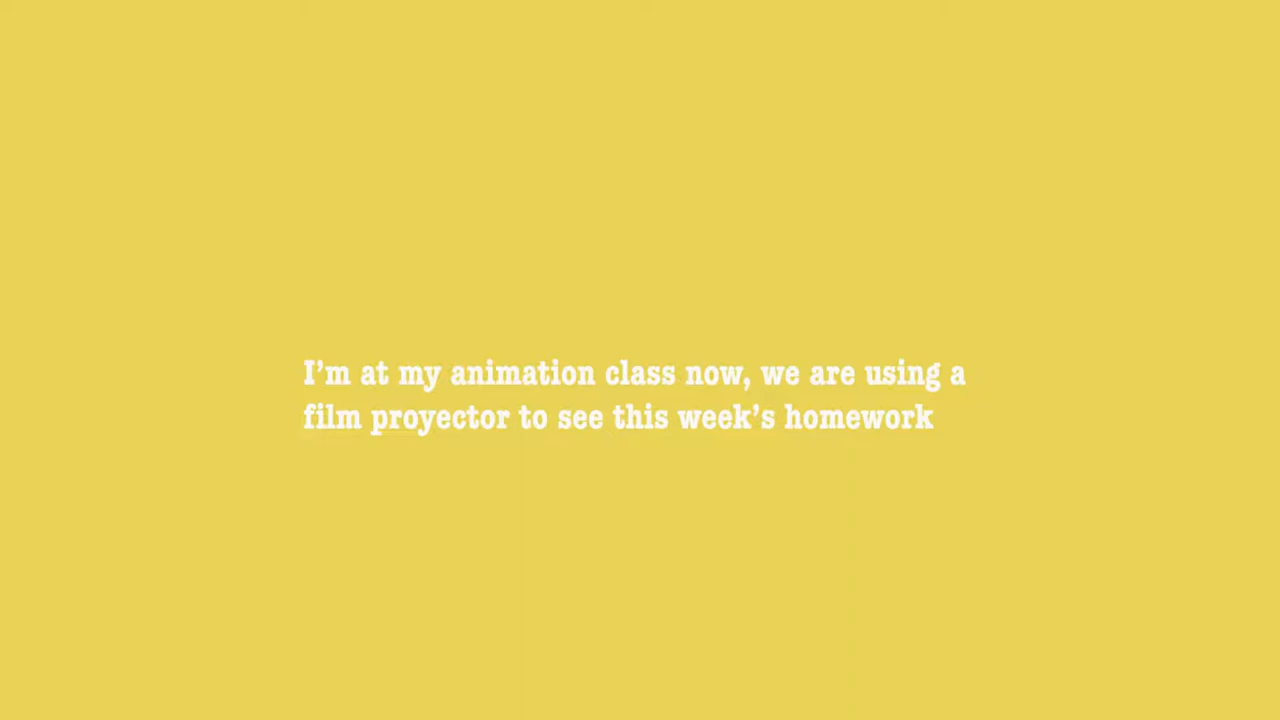 I’m at my animation class now, we are using a
film proyector to see this week’s homework